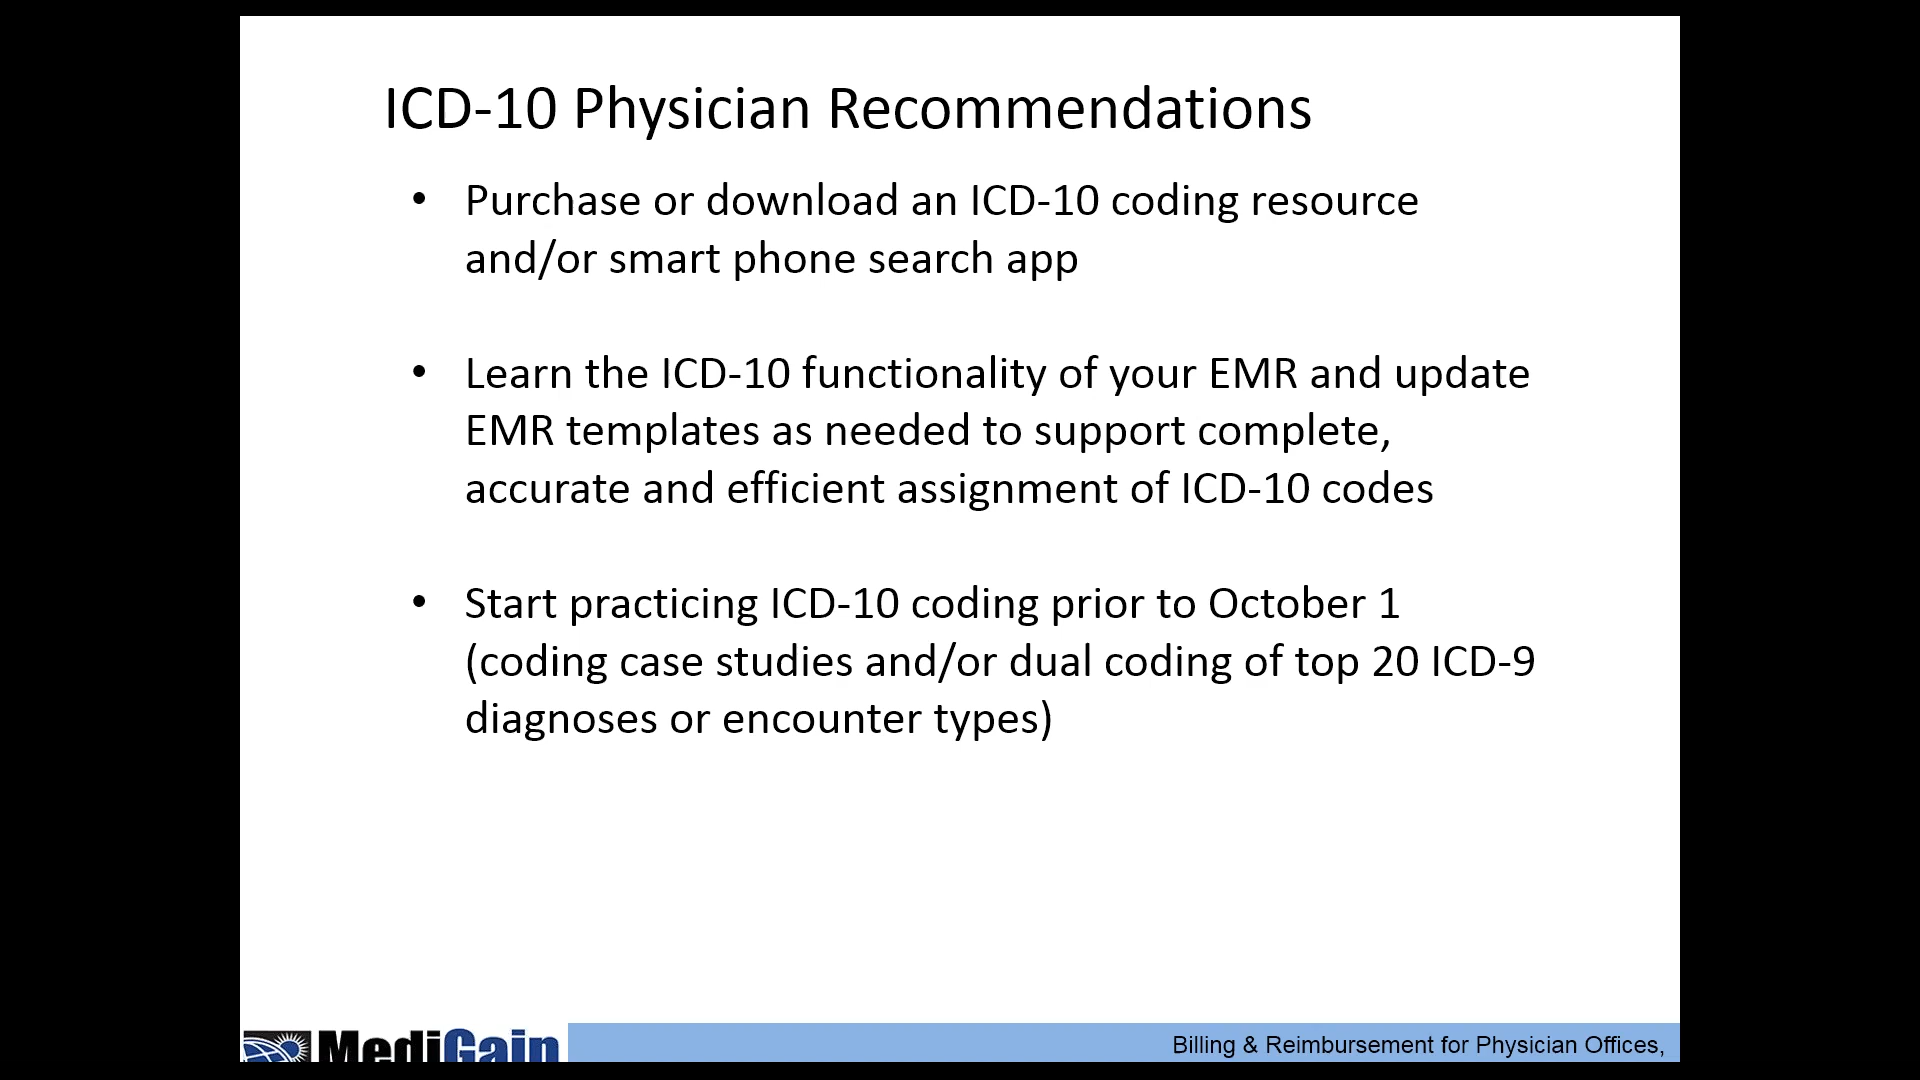 ICD-10 Physician Recommendations
• Purchase or download an ICD-10 coding resource
and/or smart phone search app
• Learn the ICD-10 functionality of your EMR and update
EMR templates as needed to support complete,
accurate and efficient assignment of ICD-10 codes
• Start practicing ICD-10 coding prior to October 1
(coding case studies and/or dual coding of top 20 ICD-9
diagnoses or encounter types)
MediGain
Billing & Reimbursement for Physician Offices,